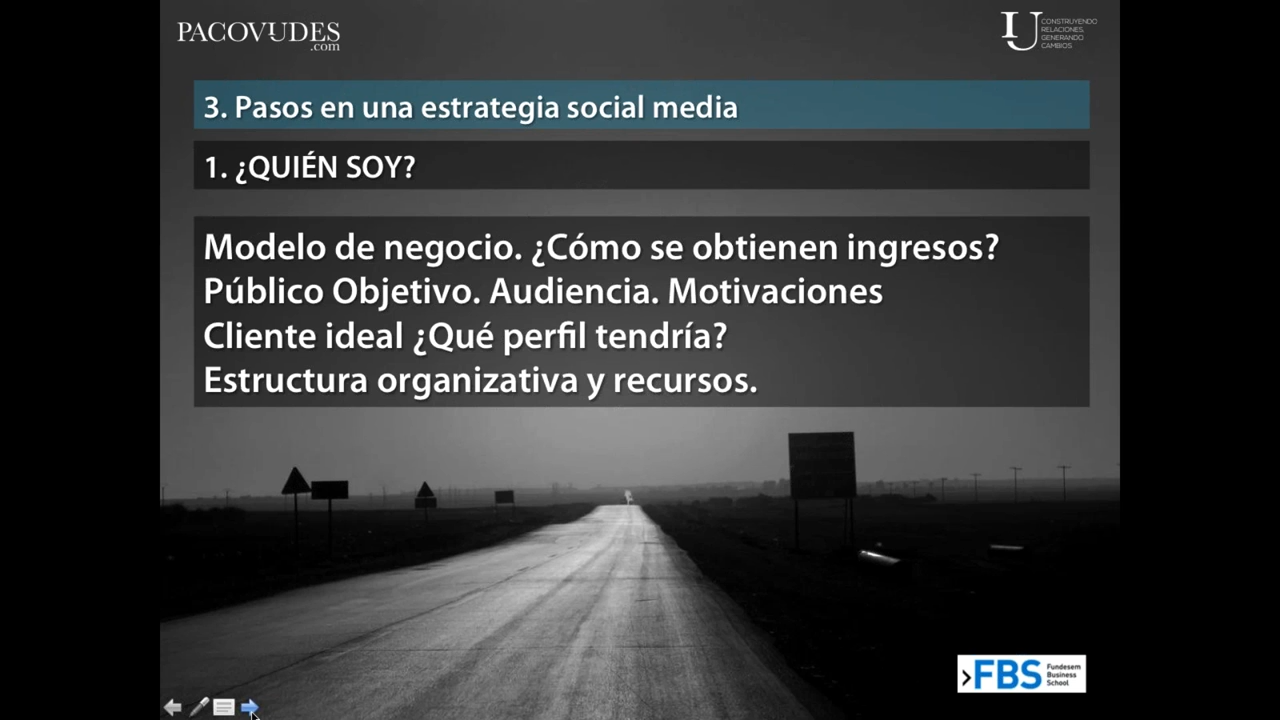 PACOVUDES
.com
CONSTRUYENDO
RELACIONES,
GENERANDO
CAMBIOS
3. Pasos en una estrategia social media
1. ¿QUIÉN SOY?
Modelo de negocio. ¿Cómo se obtienen ingresos?
Público Objetivo. Audiencia. Motivaciones
Cliente ideal ¿Qué perfil tendría?
Estructura organizativa y recursos.
FBS Fundesem
Business
School